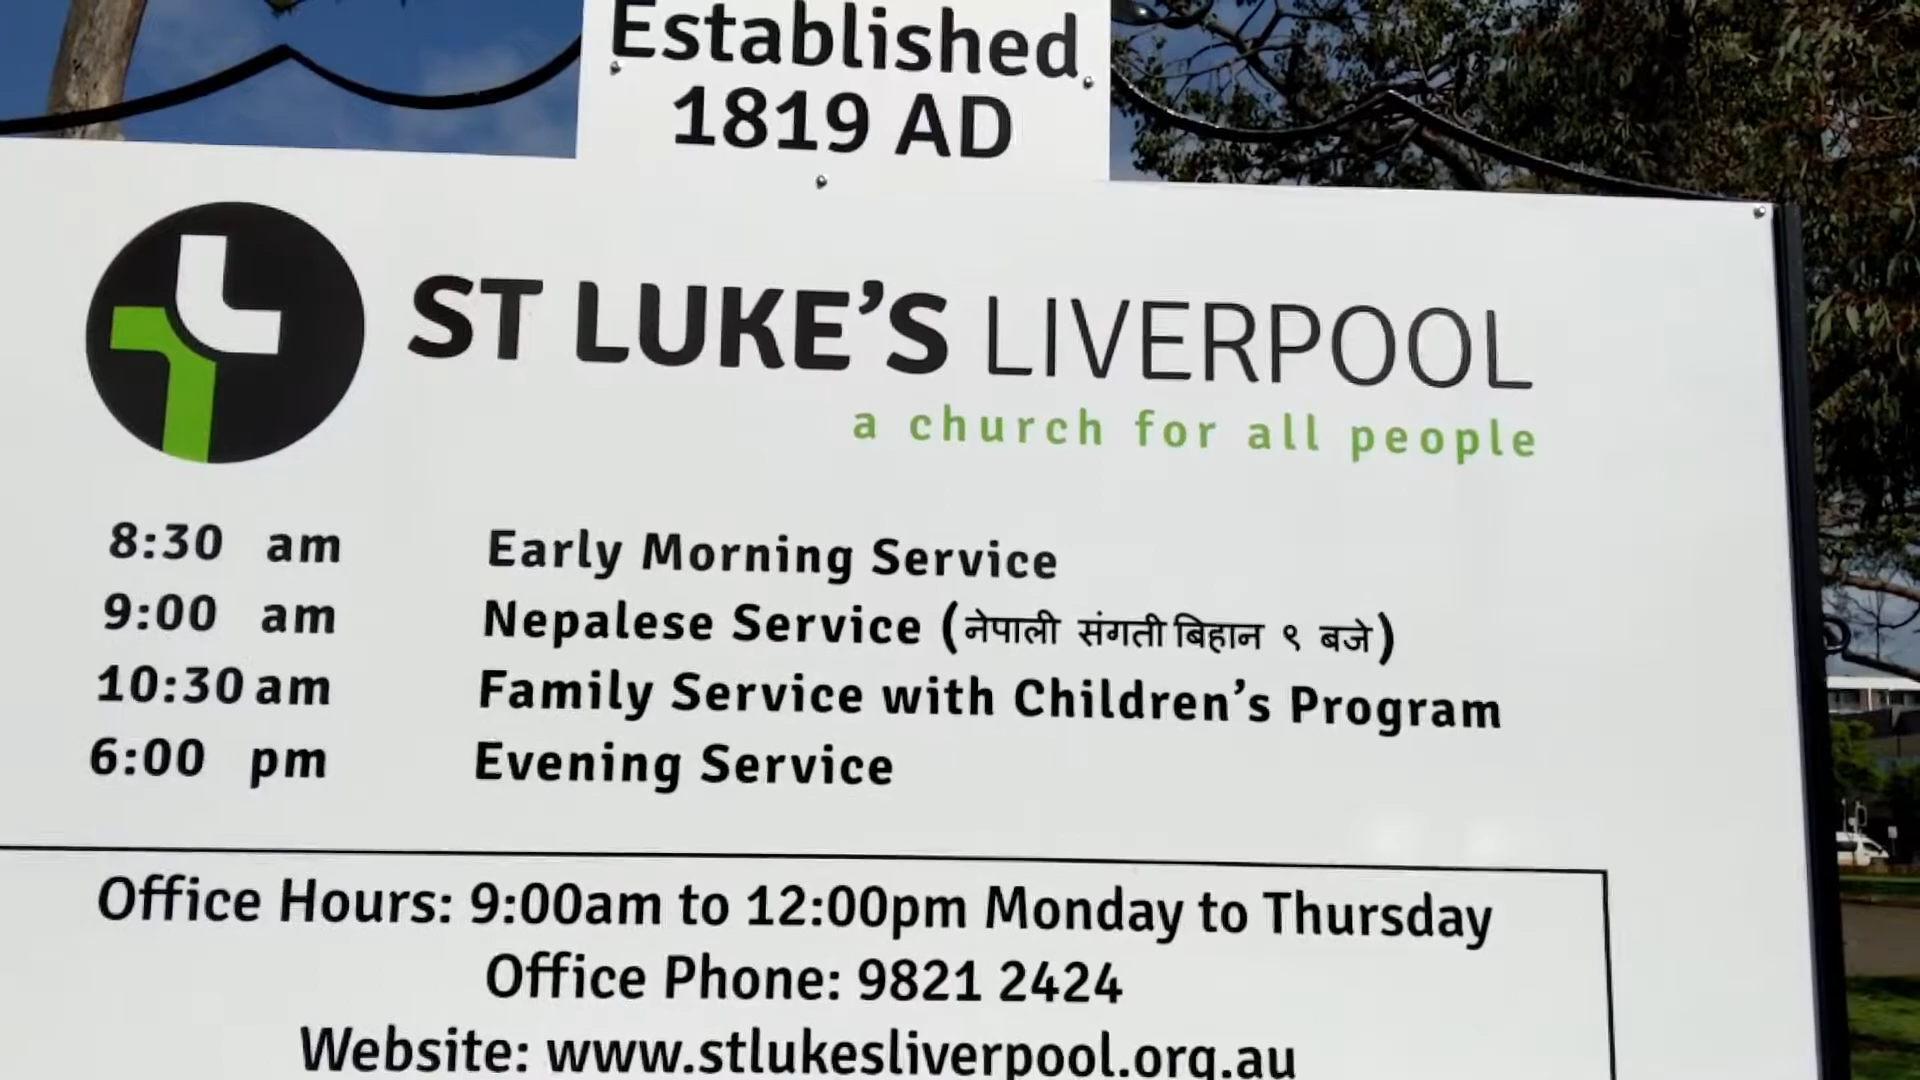 Established
1819 AD
ST LUKE'S LIVERPOOL
a church for all people
8:30 am Early Morning Service
9:00 am Nepalese Service (नेपाली संगती बिहान ९ बजे)
10:30 am Family Service with Children's Program
6:00 pm Evening Service
Office Hours: 9:00am to 12:00pm Monday to Thursday
Office Phone: 9821 2424
Website: www.stlukesliverpool.org.au